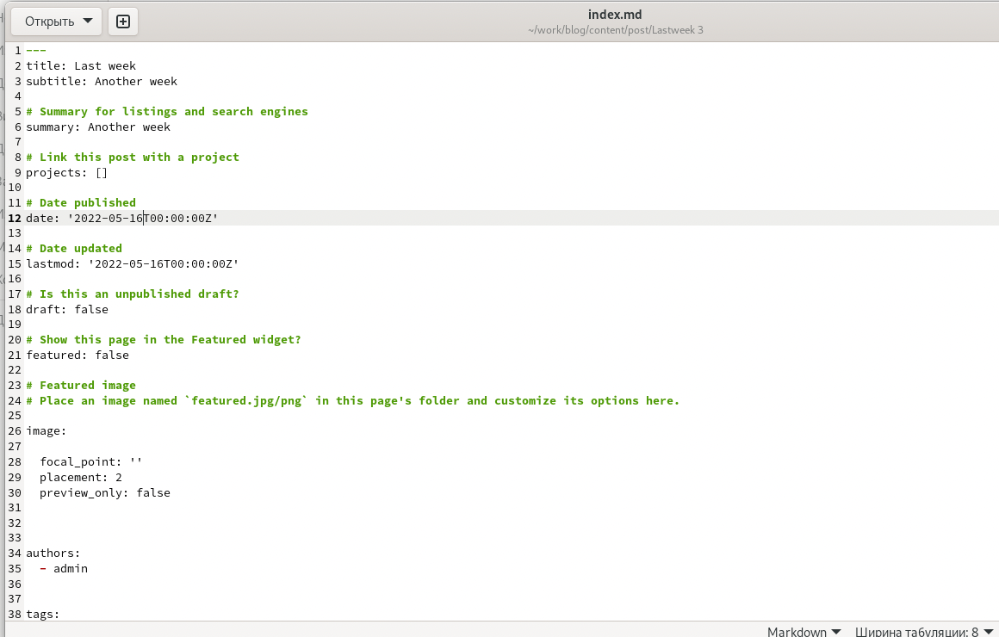 Открыть
index.md
~/work/blog/content/post/Lastweek 3
1 ---
2 title: Last week
3 subtitle: Another week
4
5 # Summary for listings and search engines
6 summary: Another week
7
8 # Link this post with a project
9 projects: []
10
11 # Date published
12 date: '2022-05-16T00:00:00Z'
13
14 # Date updated
15 lastmod: '2022-05-16T00:00:00Z'
16
17 # Is this an unpublished draft?
18 draft: false
19
20 # Show this page in the Featured widget?
21 featured: false
22
23 # Featured image
24 # Place an image named `featured.jpg/png` in this page's folder and customize its options here.
25
26 image:
27
28   focal_point: ''
29   placement: 2
30   preview_only: false
31
32
33
34 authors:
35   - admin
36
37
38 tags:
Markdown Ширина табуляции: 8